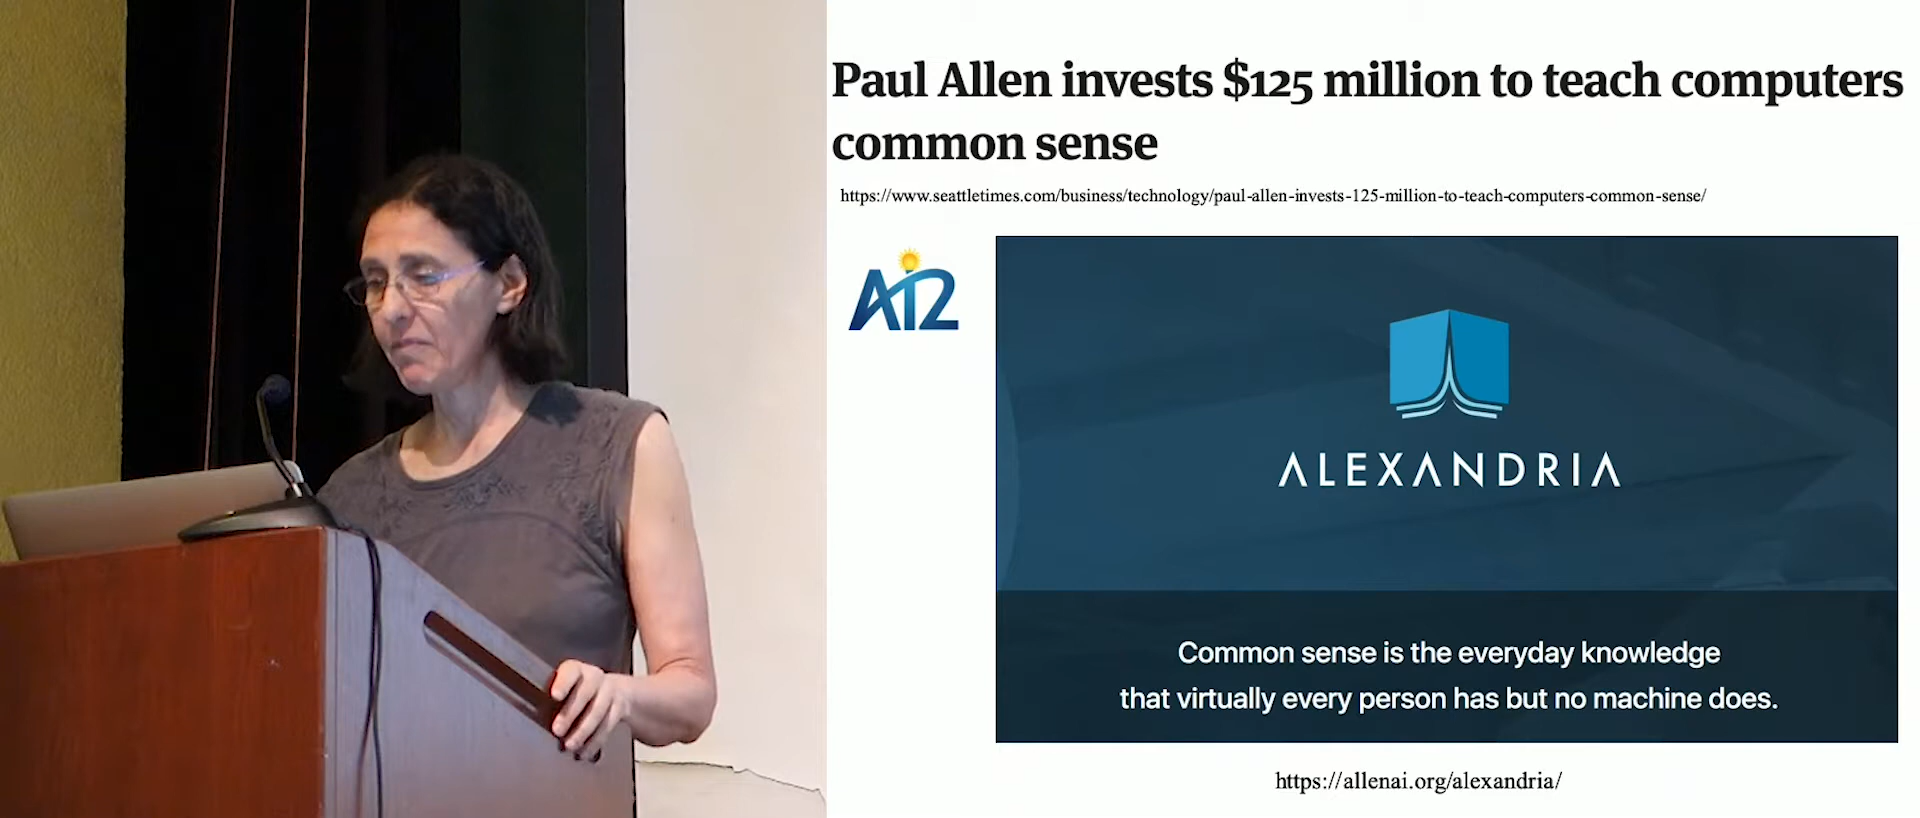 Paul Allen invests $125 million to teach computers
common sense
https://www.seattletimes.com/business/technology/paul-allen-invests-125-million-to-teach-computers-common-sense/
Ai2
ALEXANDRIA
Common sense is the everyday knowledge
that virtually every person has but no machine does.
https://allenai.org/alexandria/